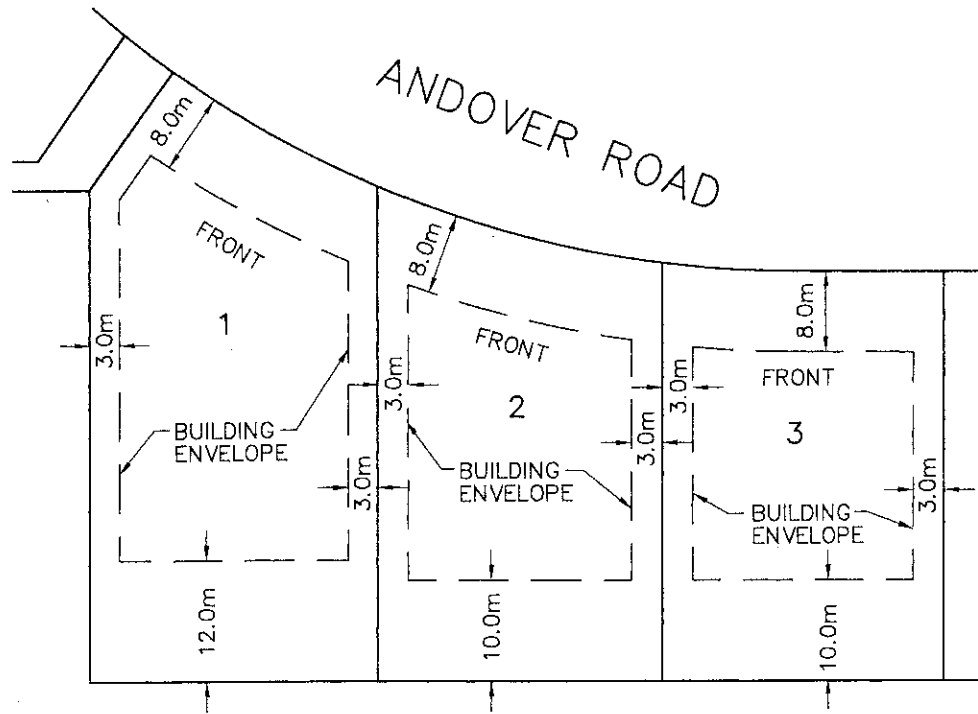 ANDOVER ROAD
8.0m
FRONT
1
3.0m
BUILDING
ENVELOPE
3.0m
12.0m
8.0m
FRONT
2
3.0m
BUILDING
ENVELOPE
3.0m
10.0m
8.0m
FRONT
3
3.0m
BUILDING
ENVELOPE
3.0m
10.0m